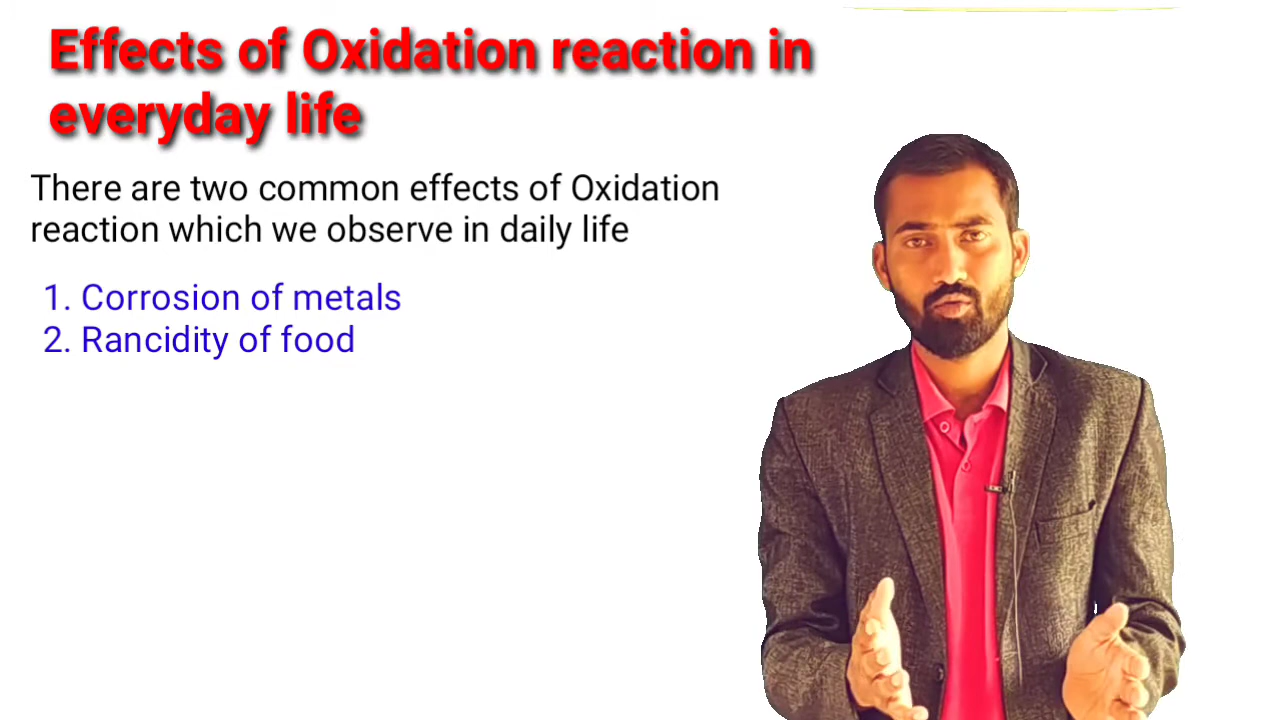 Effects of Oxidation reaction in
everyday life
There are two common effects of Oxidation
reaction which we observe in daily life
1. Corrosion of metals
2. Rancidity of food